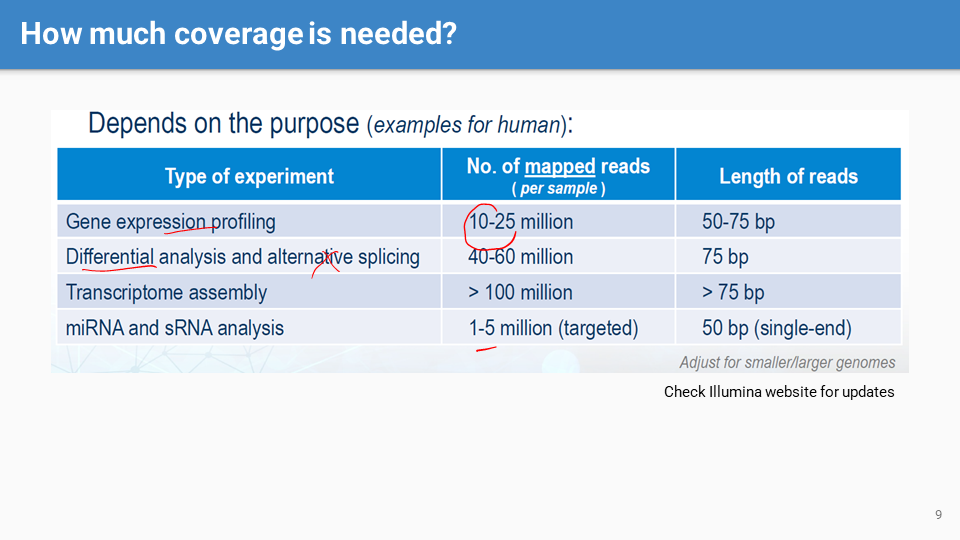 How much coverage is needed?
Depends on the purpose (examples for human):
Type of experiment No. of mapped reads ( per sample ) Length of reads
Gene expression profiling 10-25 million 50-75 bp
Differential analysis and alternative splicing 40-60 million 75 bp
Transcriptome assembly > 100 million > 75 bp
miRNA and sRNA analysis 1-5 million (targeted) 50 bp (single-end)
Adjust for smaller/larger genomes
Check Illumina website for updates
9